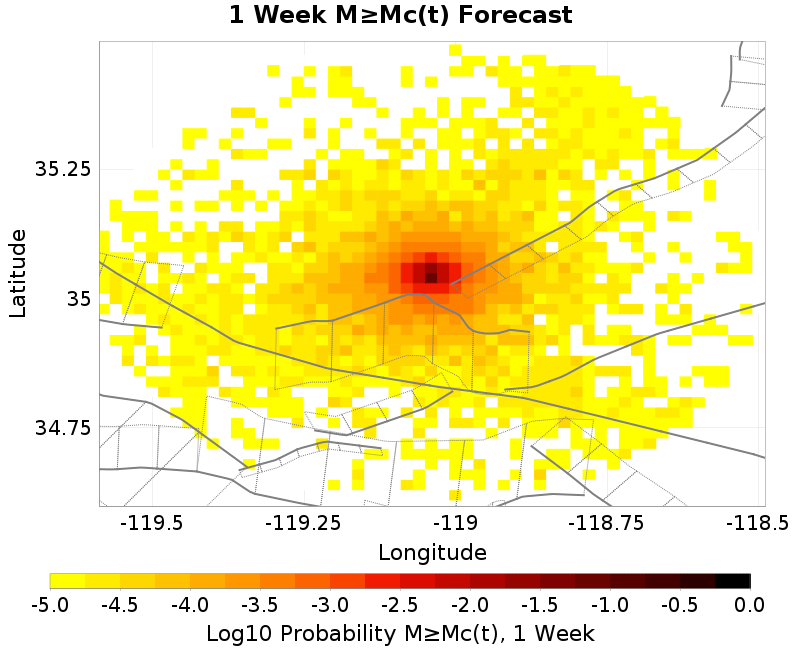 1 Week M≥Mc(t) Forecast
35.25
35
34.75
Latitude
-119.5 -119.25 -119 -118.75 -118.5
Longitude
-5.0 -4.5 -4.0 -3.5 -3.0 -2.5 -2.0 -1.5 -1.0 -0.5 0.0
Log10 Probability M≥Mc(t), 1 Week